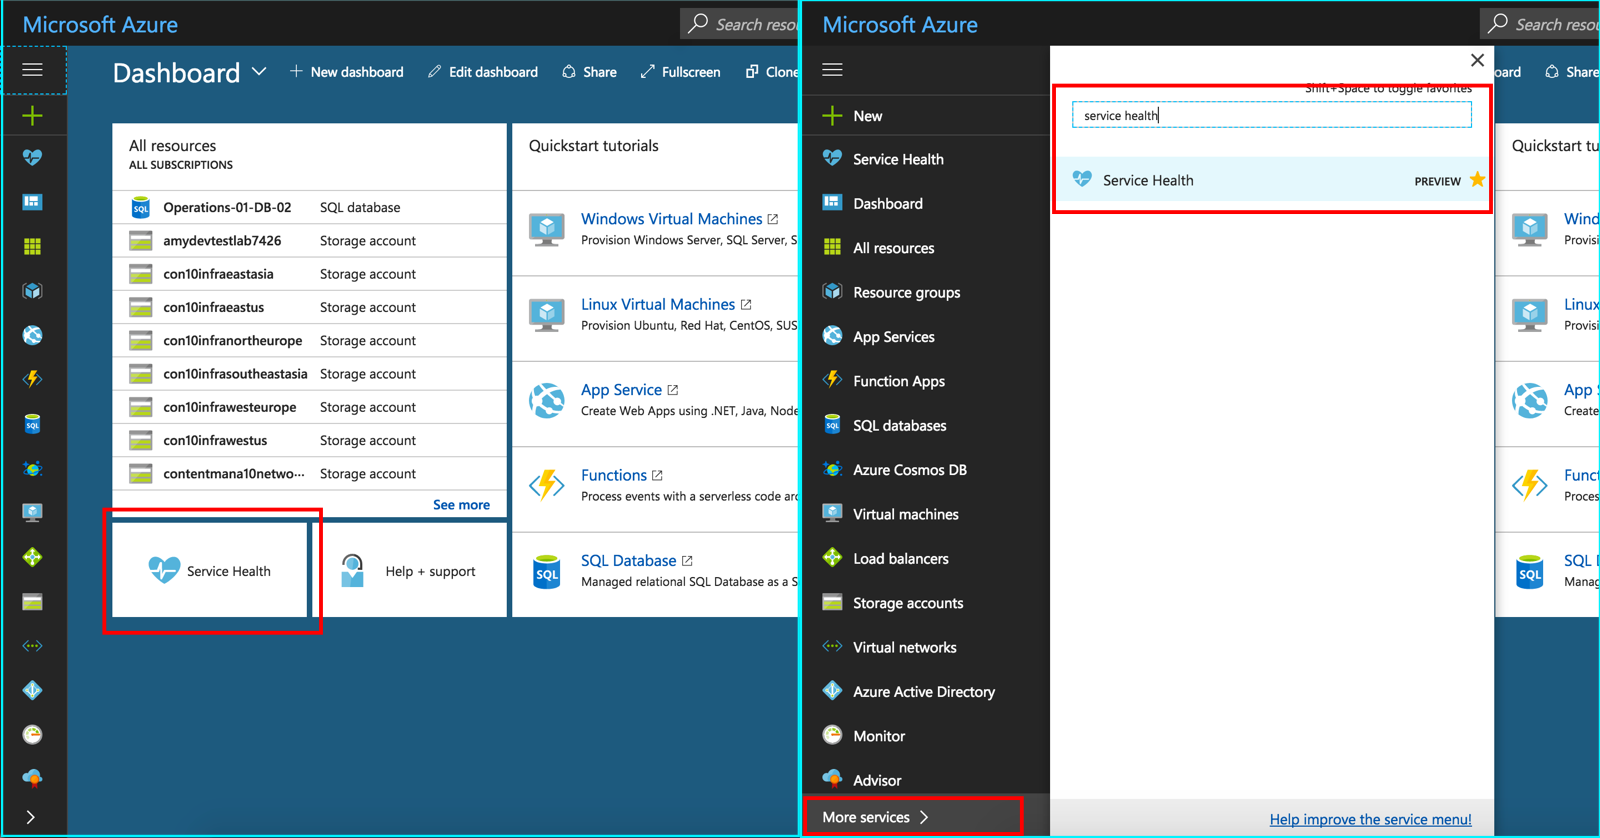 Microsoft Azure
Search resou
Dashboard
New dashboard
Edit dashboard
Share
Fullscreen
Clone
All resources
ALL SUBSCRIPTIONS
Operations-01-DB-02 SQL database
amydevtestlab7426 Storage account
con10infraeastasia Storage account
con10infraeastus Storage account
con10infranortheurope Storage account
con10infrasoutheastasia Storage account
con10infrawesteurope Storage account
con10infrawestus Storage account
contentmana10netwo··· Storage account
See more
Service Health
Help + support
Quickstart tutorials
Windows Virtual Machines
Provision Windows Server, SQL Server, S
Linux Virtual Machines
Provision Ubuntu, Red Hat, CentOS, SUS
App Service
Create Web Apps using .NET, Java, Node
Functions
Process events with a serverless code arc
SQL Database
Managed relational SQL Database as a S
SQL
SQL
SQL
Microsoft Azure
Search resou
New
Service Health
Dashboard
All resources
Resource groups
App Services
Function Apps
SQL databases
Azure Cosmos DB
Virtual machines
Load balancers
Storage accounts
Virtual networks
Azure Active Directory
Monitor
Advisor
More services
SQL
Shift+Space to toggle favorites
service health
Service Health PREVIEW
Help improve the service menu!
oard
Share
Quickstart tu
Wind
Provisi
Linux
Provisi
App S
Create
Funct
Proces
SQL D
Manag
SQL